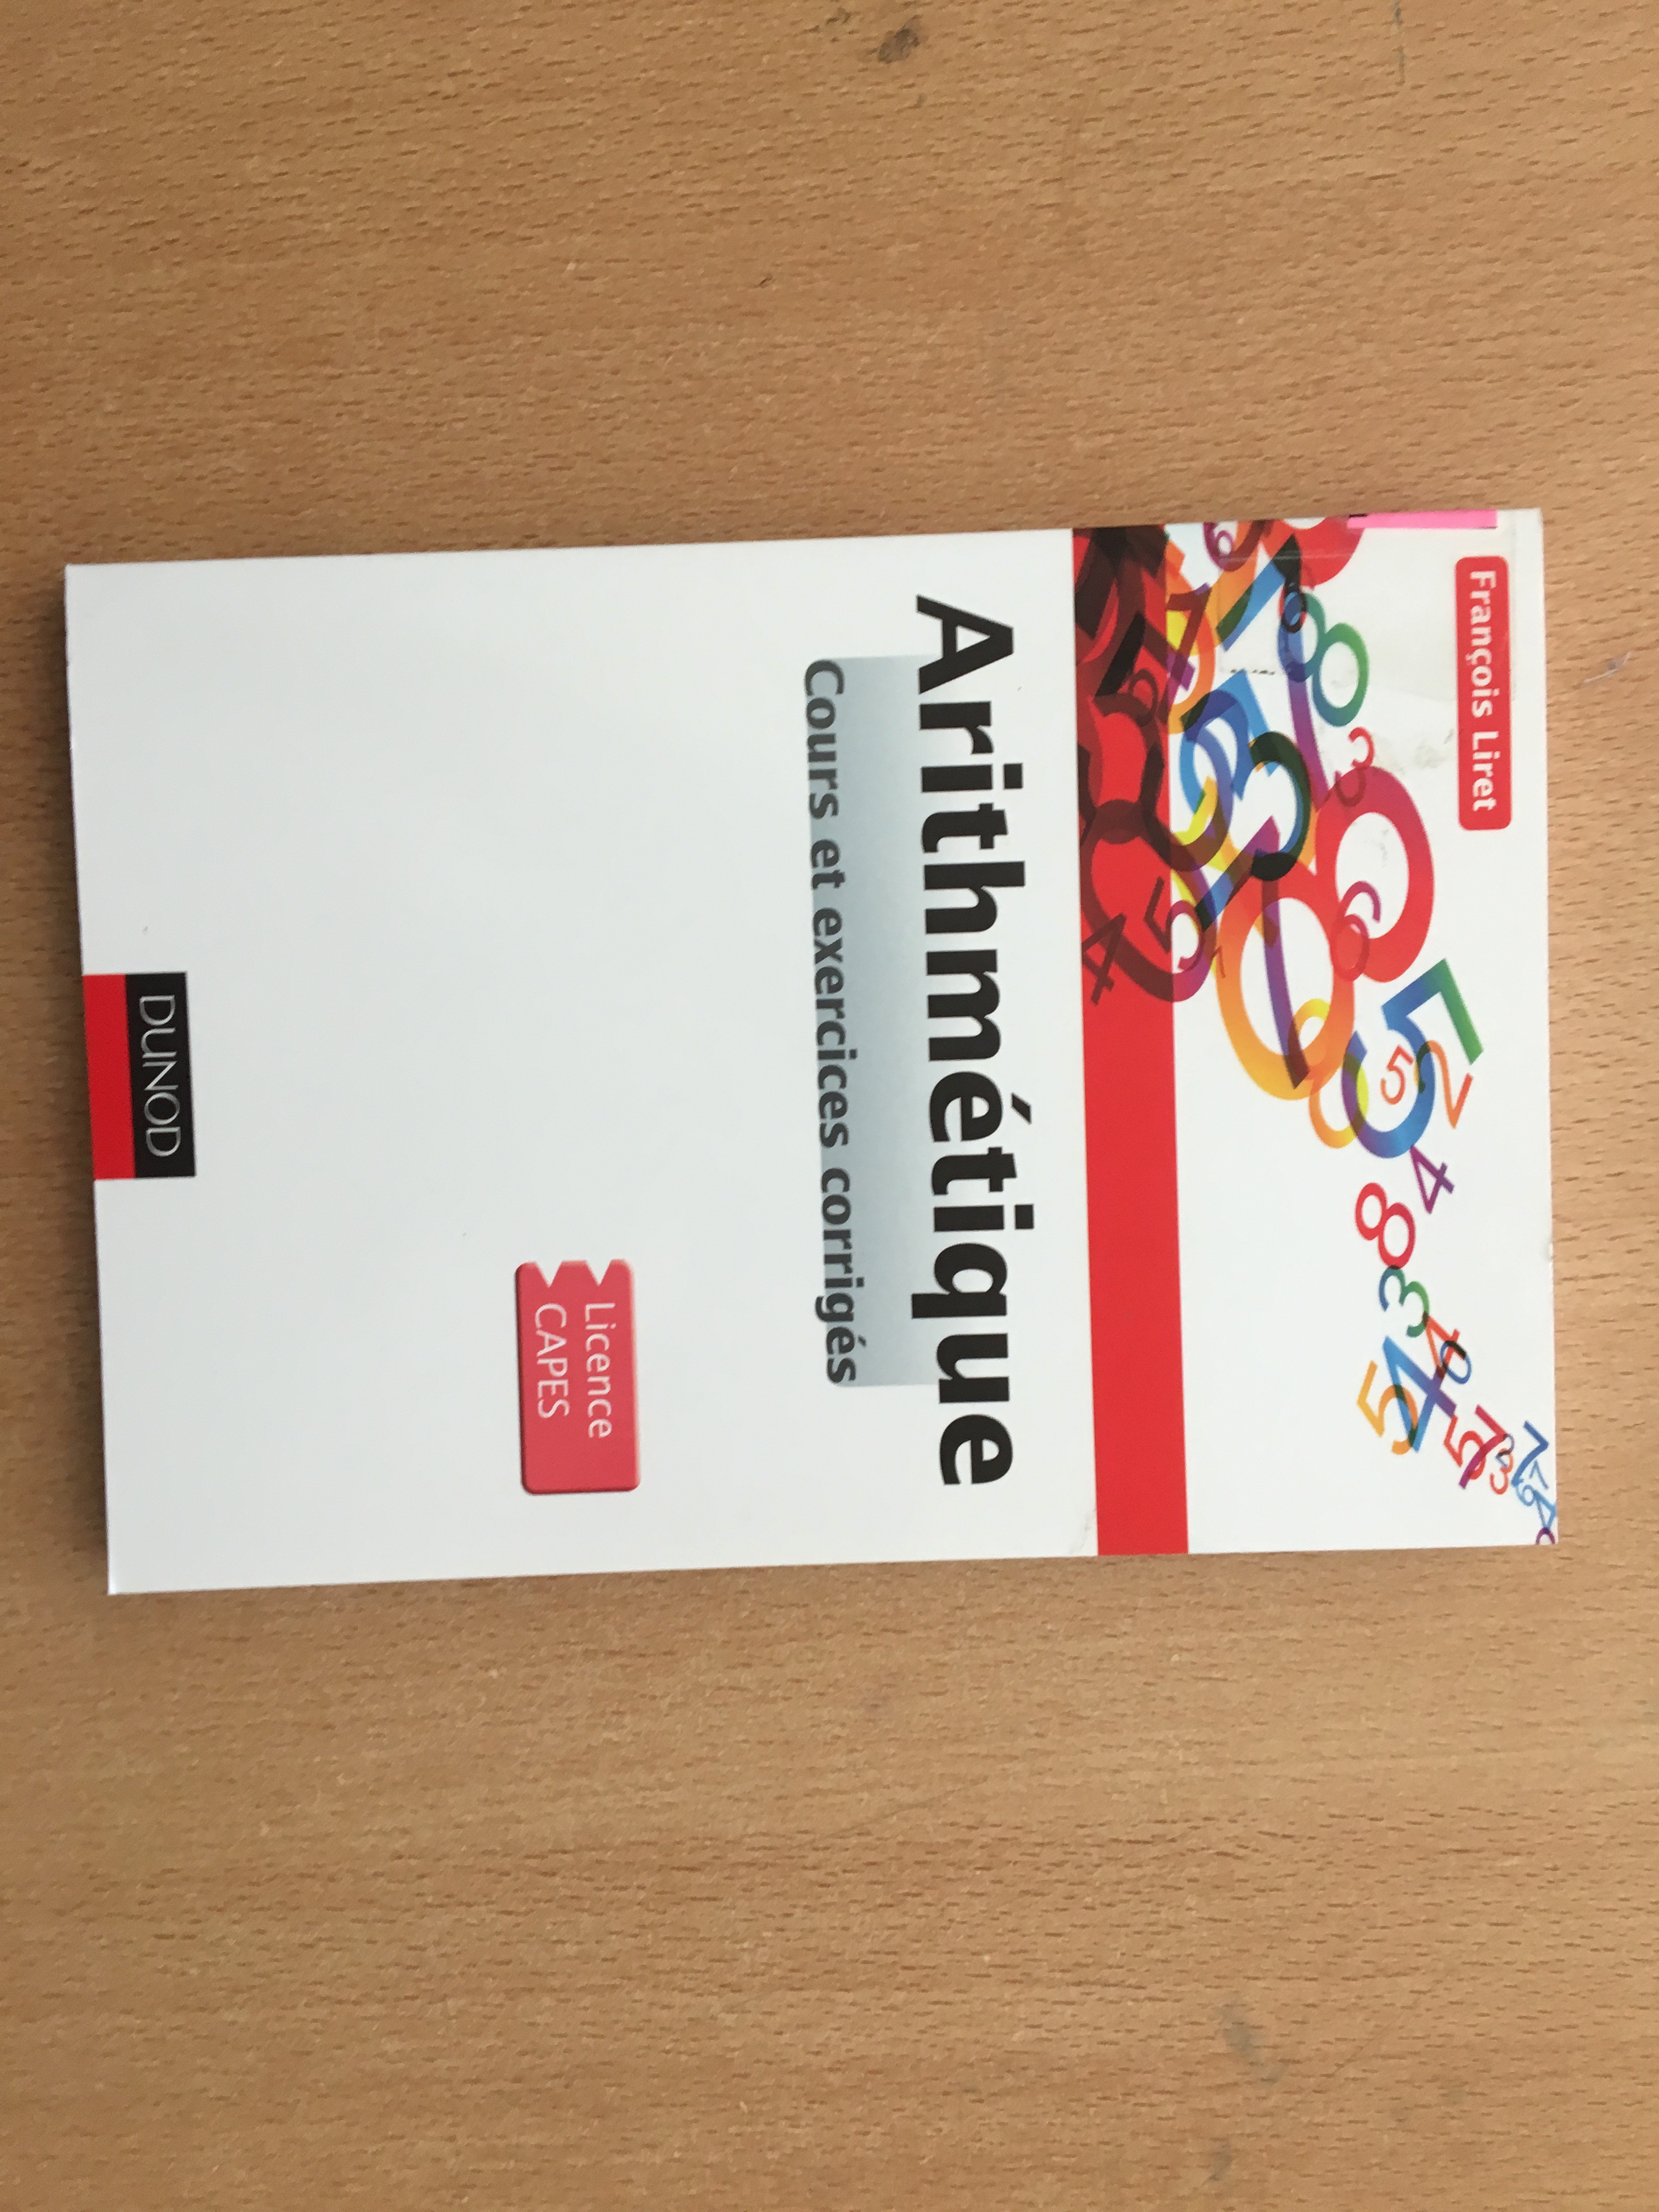 François Liret
Arithmétique
Cours et exercices corrigés
Licence
CAPES
DUNOD